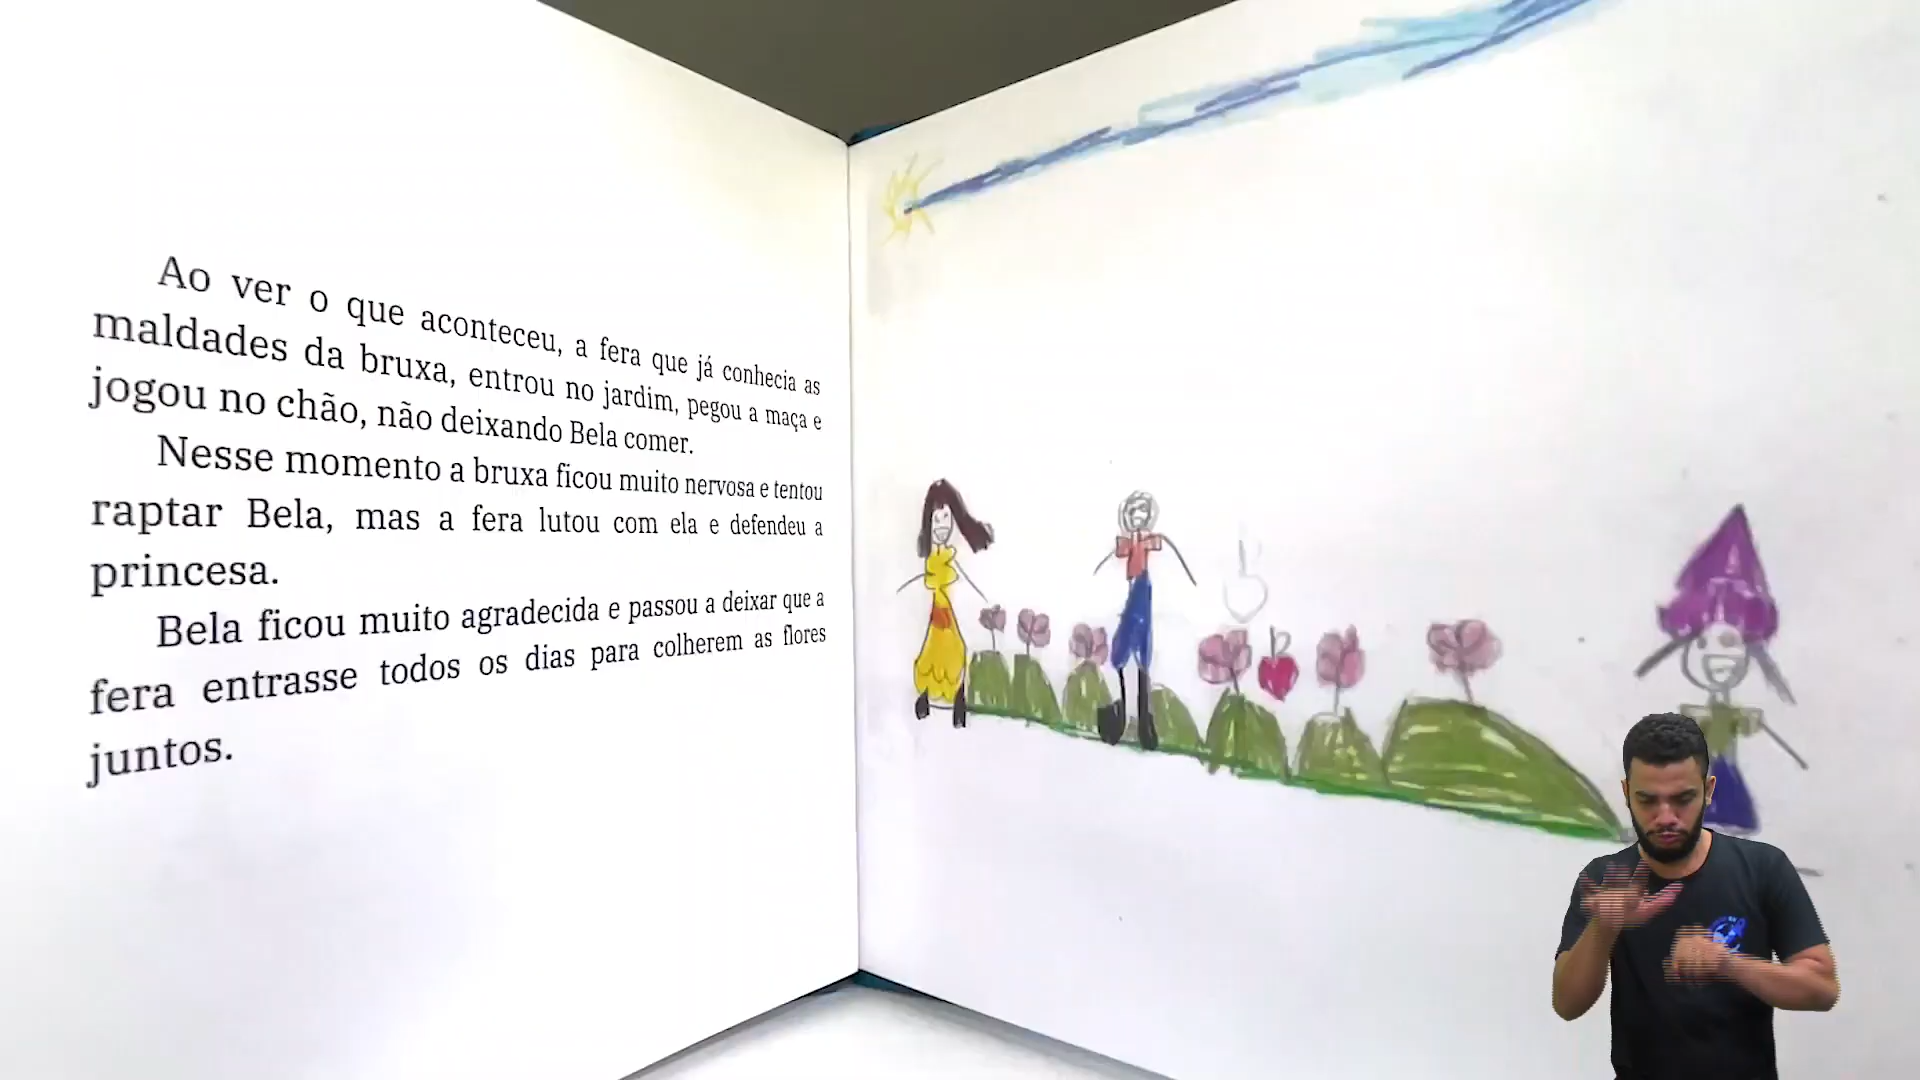 Ao ver o que aconteceu, a fera que já conhecia as
maldades da bruxa, entrou no jardim, pegou a maça e
jogou no chão, não deixando Bela comer.
Nesse momento a bruxa ficou muito nervosa e tentou
raptar Bela, mas a fera lutou com ela e defendeu a
princesa.
Bela ficou muito agradecida e passou a deixar que a
fera entrasse todos os dias para colherem as flores
juntos.